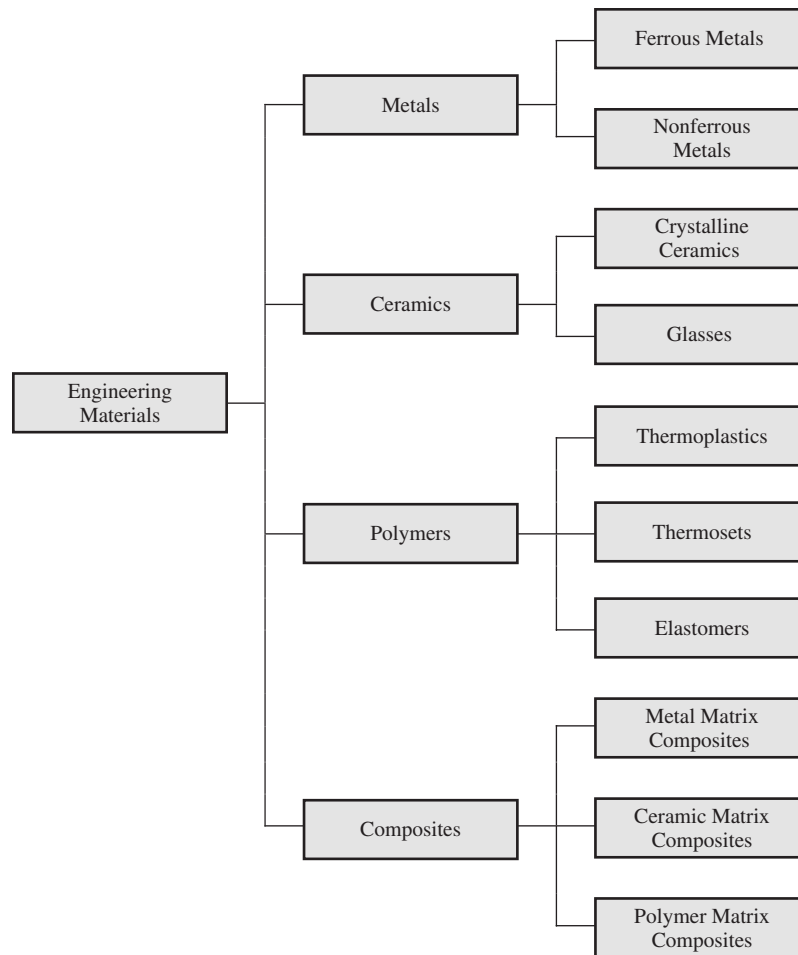 Ferrous Metals
Metals
Nonferrous
Metals
Crystalline
Ceramics
Ceramics
Glasses
Engineering
Materials
Thermoplastics
Polymers
Thermosets
Elastomers
Metal Matrix
Composites
Composites
Ceramic Matrix
Composites
Polymer Matrix
Composites